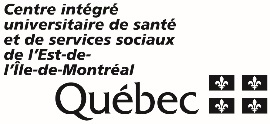 Centre intégré
universitaire de santé
et de services sociaux
de l'Est-de-
l'Île-de-Montréal
Québec